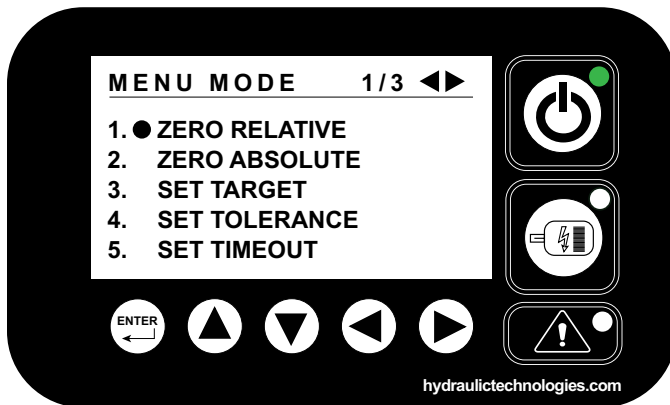 MENU MODE 1/3 ◀▶
1. ● ZERO RELATIVE
2. ZERO ABSOLUTE
3. SET TARGET
4. SET TOLERANCE
5. SET TIMEOUT
ENTER
hydraulictechnologies.com